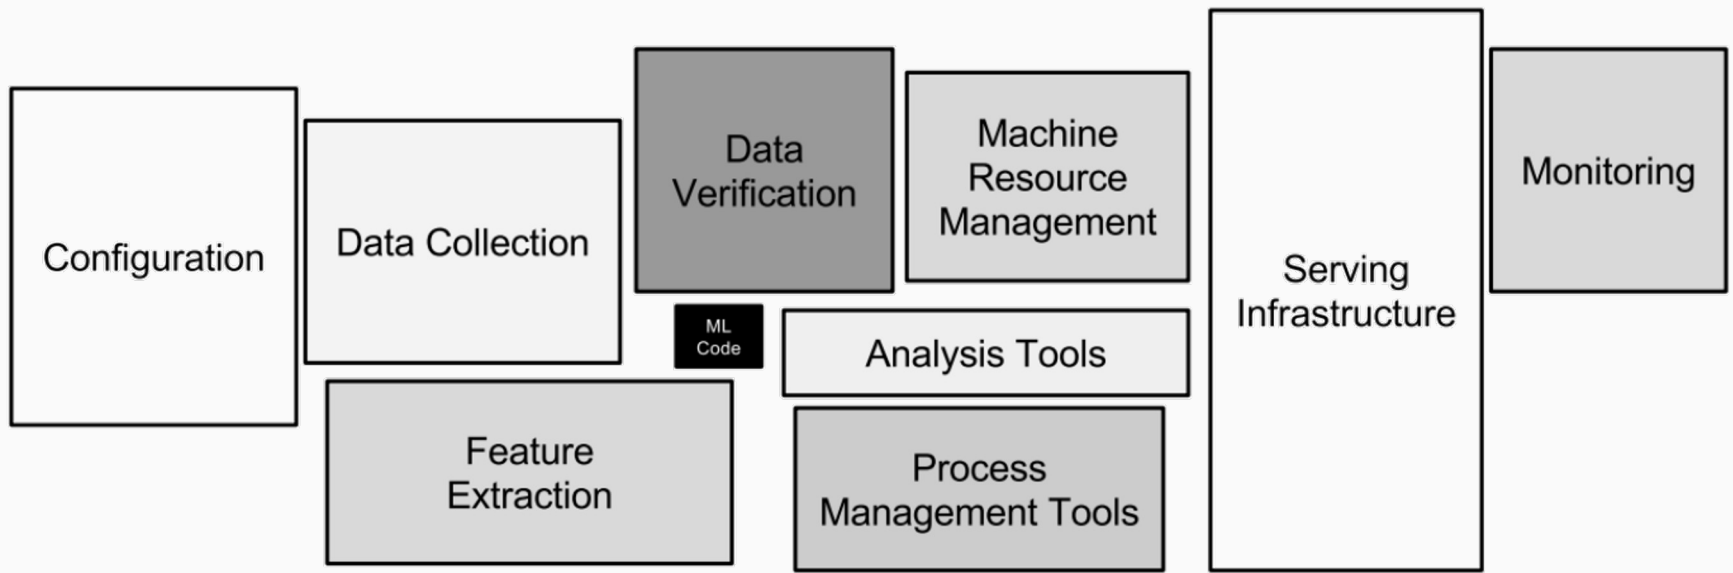 Configuration
Data Collection
Data
Verification
Machine
Resource
Management
Serving
Infrastructure
Monitoring
ML
Code
Analysis Tools
Feature
Extraction
Process
Management Tools